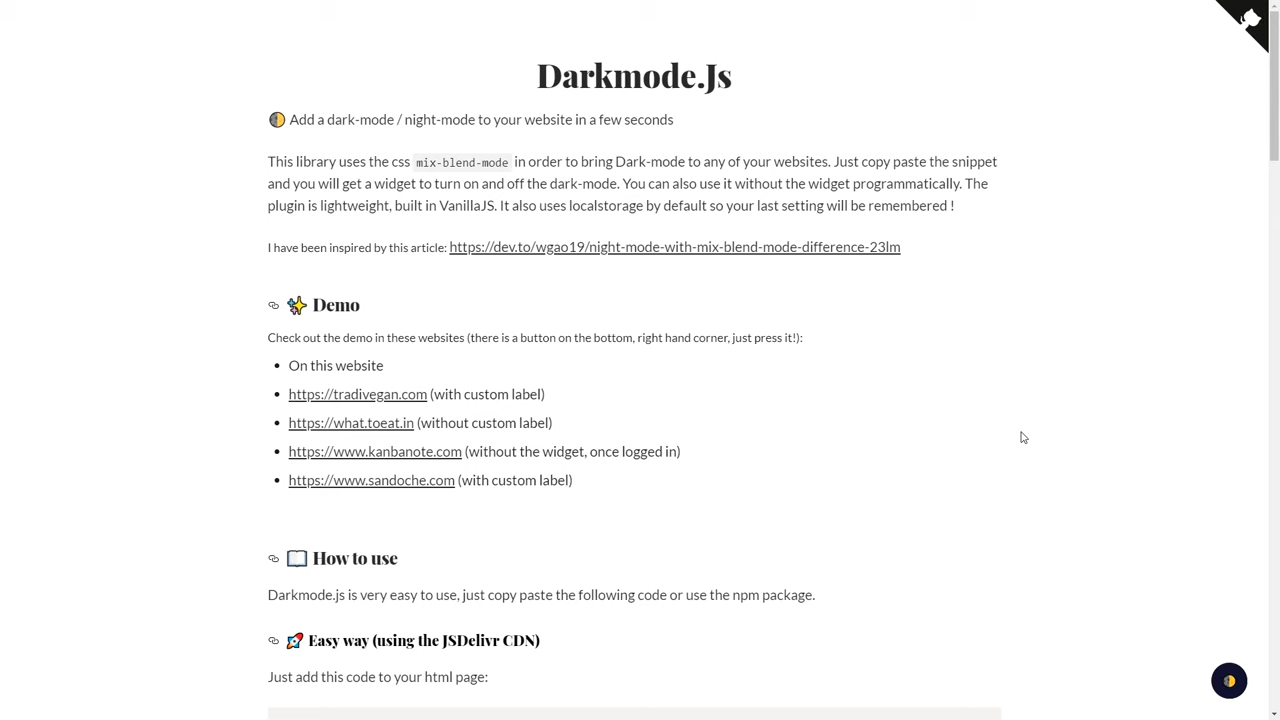 Darkmode.Js
Add a dark-mode / night-mode to your website in a few seconds
This library uses the css mix-blend-mode in order to bring Dark-mode to any of your websites. Just copy paste the snippet
and you will get a widget to turn on and off the dark-mode. You can also use it without the widget programmatically. The
plugin is lightweight, built in VanillaJS. It also uses localstorage by default so your last setting will be remembered !
I have been inspired by this article: https://dev.to/wgao19/night-mode-with-mix-blend-mode-difference-23lm
Demo
Check out the demo in these websites (there is a button on the bottom, right hand corner, just press it!):
• On this website
• https://tradivegan.com (with custom label)
• https://what.toeat.in (without custom label)
• https://www.kanbanote.com (without the widget, once logged in)
• https://www.sandoche.com (with custom label)
How to use
Darkmode.js is very easy to use, just copy paste the following code or use the npm package.
Easy way (using the JSDelivr CDN)
Just add this code to your html page: